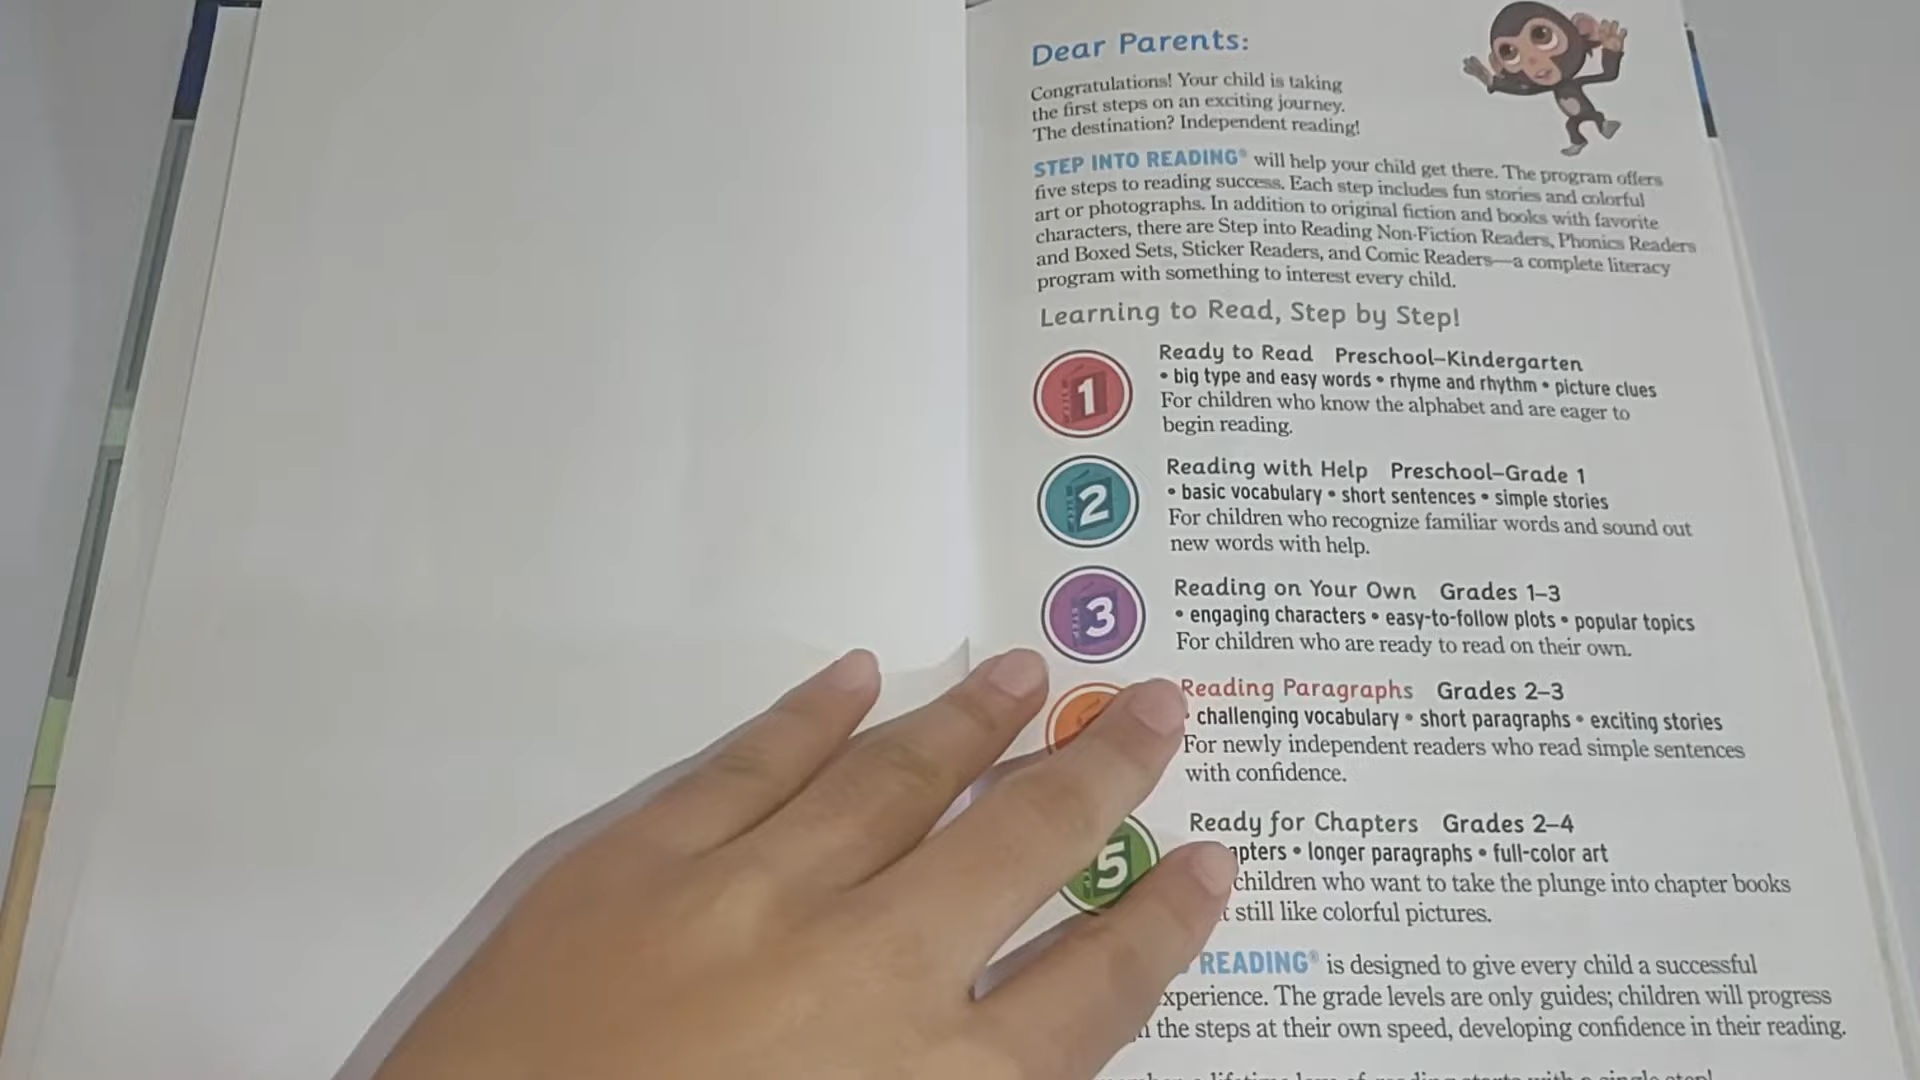 Dear Parents:
Congratulations! Your child is taking
the first steps on an exciting journey.
The destination? Independent reading!
STEP INTO READING® will help your child get there. The program offers
five steps to reading success. Each step includes fun stories and colorful
art or photographs. In addition to original fiction and books with favorite
characters, there are Step into Reading Non-Fiction Readers, Phonics Readers
and Boxed Sets, Sticker Readers, and Comic Readers—a complete literacy
program with something to interest every child.
Learning to Read, Step by Step!
1
Ready to Read Preschool–Kindergarten
• big type and easy words • rhyme and rhythm • picture clues
For children who know the alphabet and are eager to
begin reading.
2
Reading with Help Preschool–Grade 1
• basic vocabulary • short sentences • simple stories
For children who recognize familiar words and sound out
new words with help.
3
Reading on Your Own Grades 1–3
• engaging characters • easy-to-follow plots • popular topics
For children who are ready to read on their own.
Reading Paragraphs Grades 2–3
• challenging vocabulary • short paragraphs • exciting stories
For newly independent readers who read simple sentences
with confidence.
5
Ready for Chapters Grades 2–4
• longer paragraphs • full-color art
children who want to take the plunge into chapter books
still like colorful pictures.
READING® is designed to give every child a successful
The grade levels are only guides; children will progress
the steps at their own speed, developing confidence in their reading.